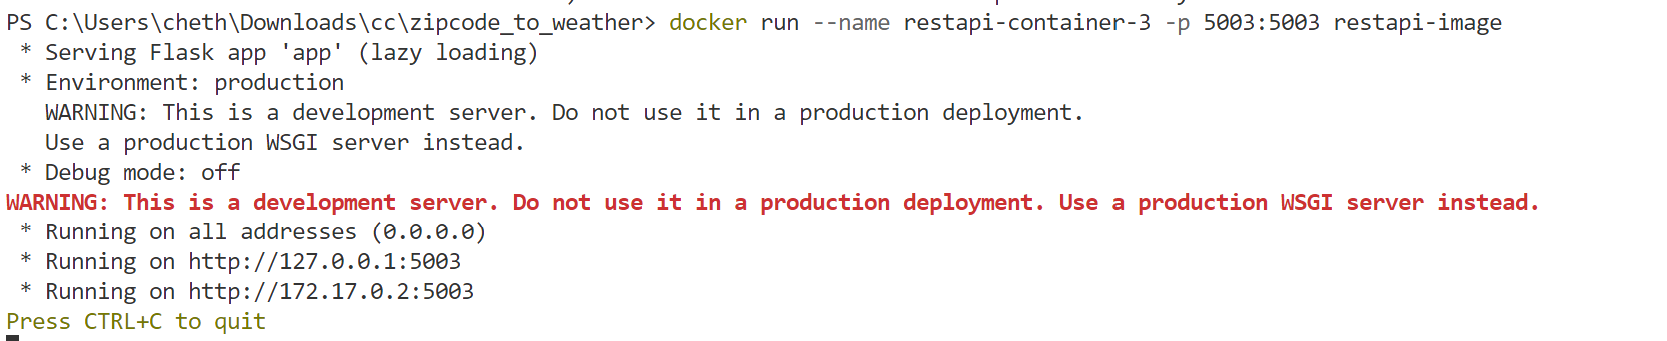 PS C:\Users\cheth\Downloads\cc\zipcode_to_weather> docker run --name restapi-container-3 -p 5003:5003 restapi-image
 * Serving Flask app 'app' (lazy loading)
 * Environment: production
   WARNING: This is a development server. Do not use it in a production deployment.
   Use a production WSGI server instead.
 * Debug mode: off
WARNING: This is a development server. Do not use it in a production deployment. Use a production WSGI server instead.
 * Running on all addresses (0.0.0.0)
 * Running on http://127.0.0.1:5003
 * Running on http://172.17.0.2:5003
Press CTRL+C to quit